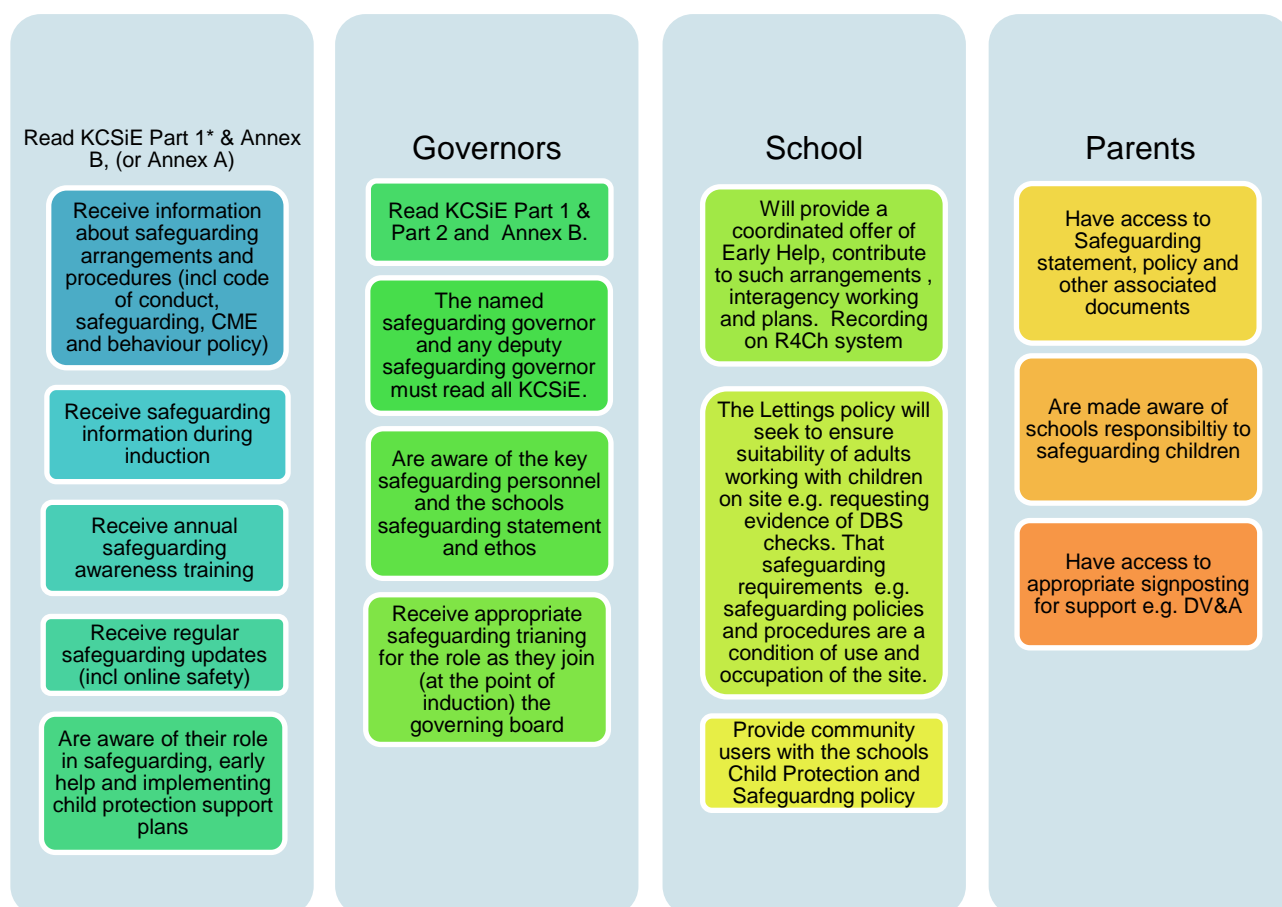 Read KCSiE Part 1* & Annex
B, (or Annex A)
Receive information
about safeguarding
arrangements and
procedures (incl code
of conduct,
safeguarding, CME
and behaviour policy)
Receive safeguarding
information during
induction
Receive annual
safeguarding
awareness training
Receive regular
safeguarding updates
(incl online safety)
Are aware of their role
in safeguarding, early
help and implementing
child protection support
plans
Governors
Read KCSiE Part 1 &
Part 2 and Annex B.
The named
safeguarding governor
and any deputy
safeguarding governor
must read all KCSiE.
Are aware of the key
safeguarding personnel
and the schools
safeguarding statement
and ethos
Receive appropriate
safeguarding trianing
for the role as they join
(at the point of
induction) the
governing board
School
Will provide a
coordinated offer of
Early Help, contribute
to such arrangements ,
interagency working
and plans. Recording
on R4Ch system
The Lettings policy will
seek to ensure
suitability of adults
working with children
on site e.g. requesting
evidence of DBS
checks. That
safeguarding
requirements e.g.
safeguarding policies
and procedures are a
condition of use and
occupation of the site.
Provide community
users with the schools
Child Protection and
Safeguardng policy
Parents
Have access to
Safeguarding
statement, policy and
other associated
documents
Are made aware of
schools responsibiltiy to
safeguarding children
Have access to
appropriate signposting
for support e.g. DV&A